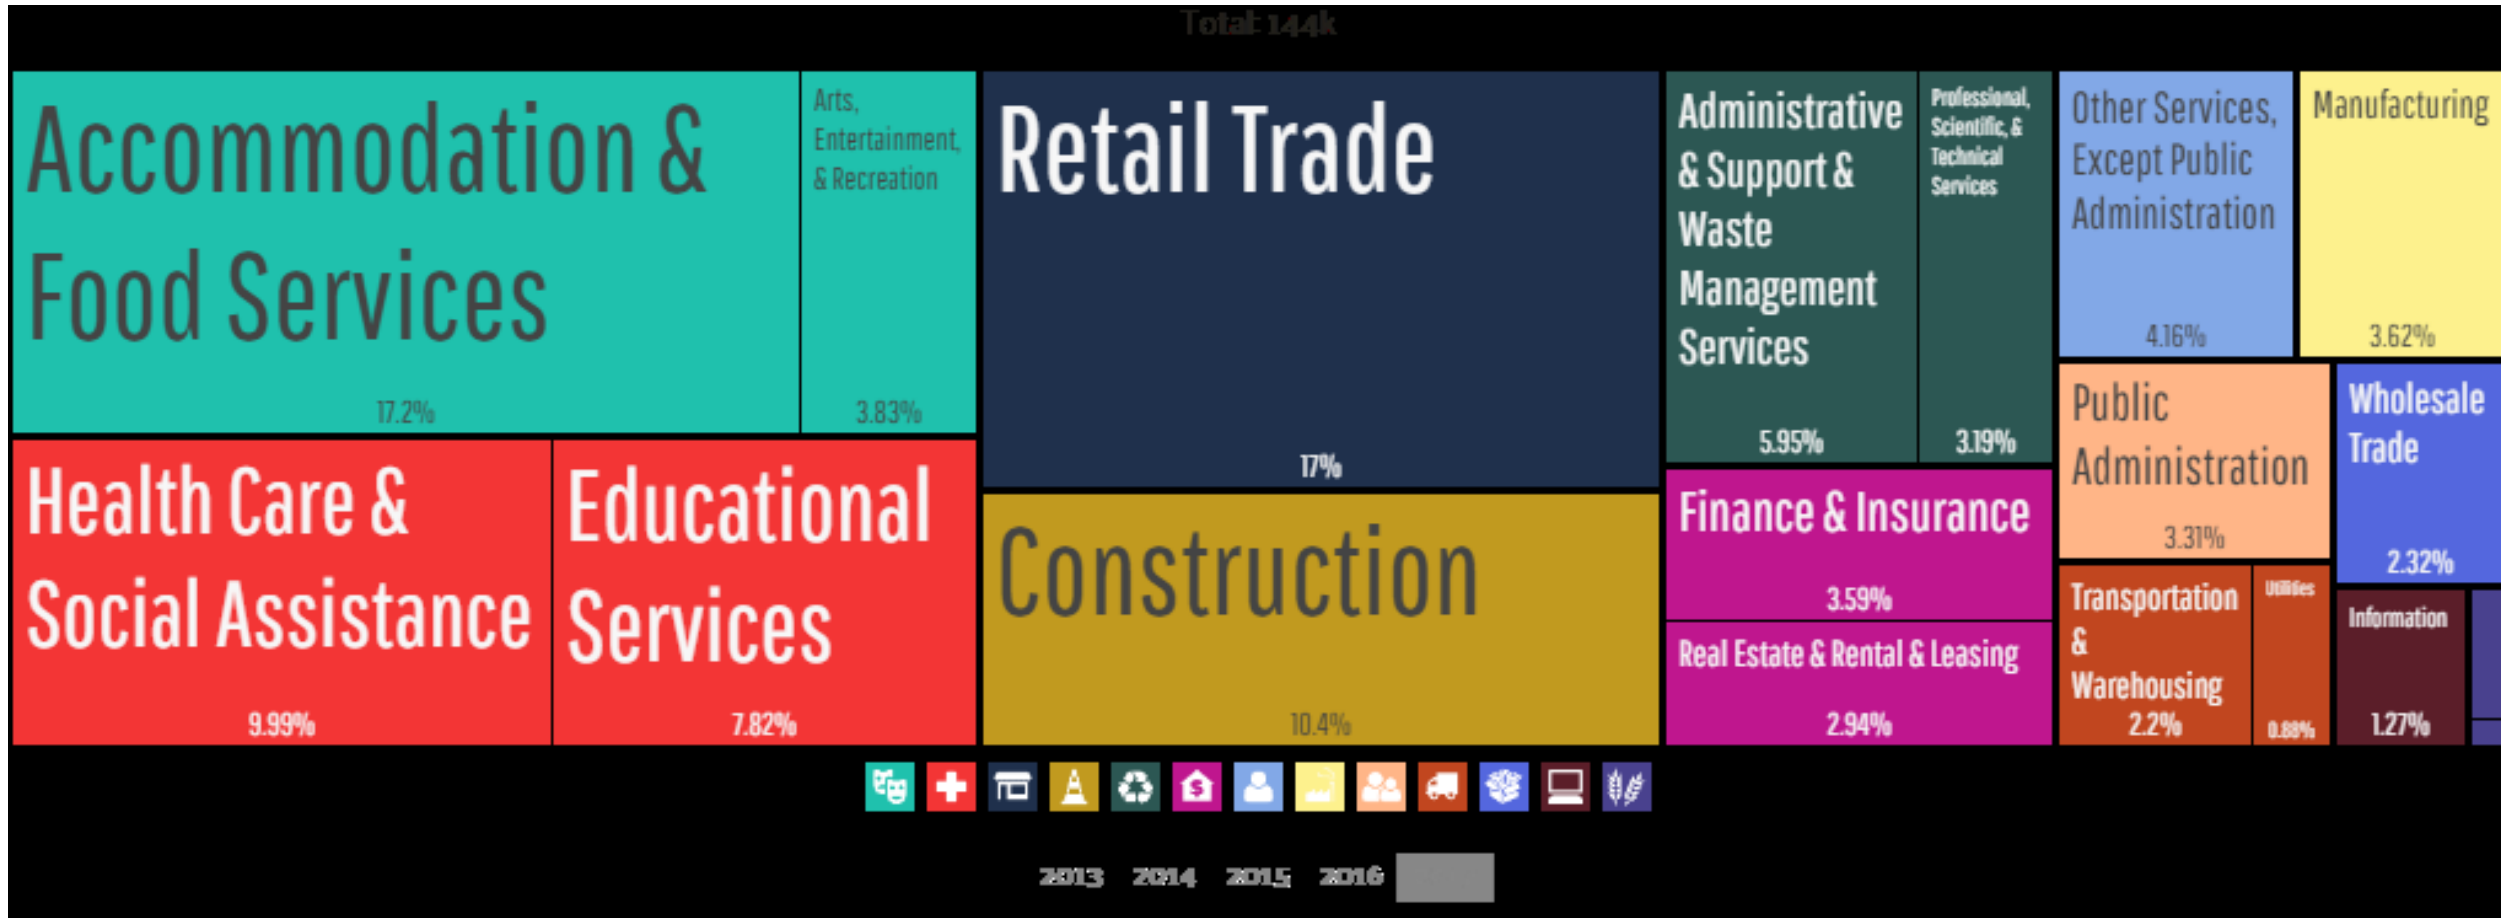 Total: 144k
Accommodation &
Food Services
17.2%
Arts,
Entertainment,
& Recreation
3.83%
Health Care &
Social Assistance
9.99%
Educational
Services
7.82%
Retail Trade
17%
Construction
10.4%
Administrative
& Support &
Waste
Management
Services
5.95%
Professional,
Scientific, &
Technical
Services
3.19%
Finance & Insurance
3.59%
Real Estate & Rental & Leasing
2.94%
Other Services,
Except Public
Administration
4.16%
Manufacturing
3.62%
Public
Administration
3.31%
Wholesale
Trade
2.32%
Transportation
&
Warehousing
2.2%
Utilities
0.88%
Information
1.27%
2013 2014 2015 2016